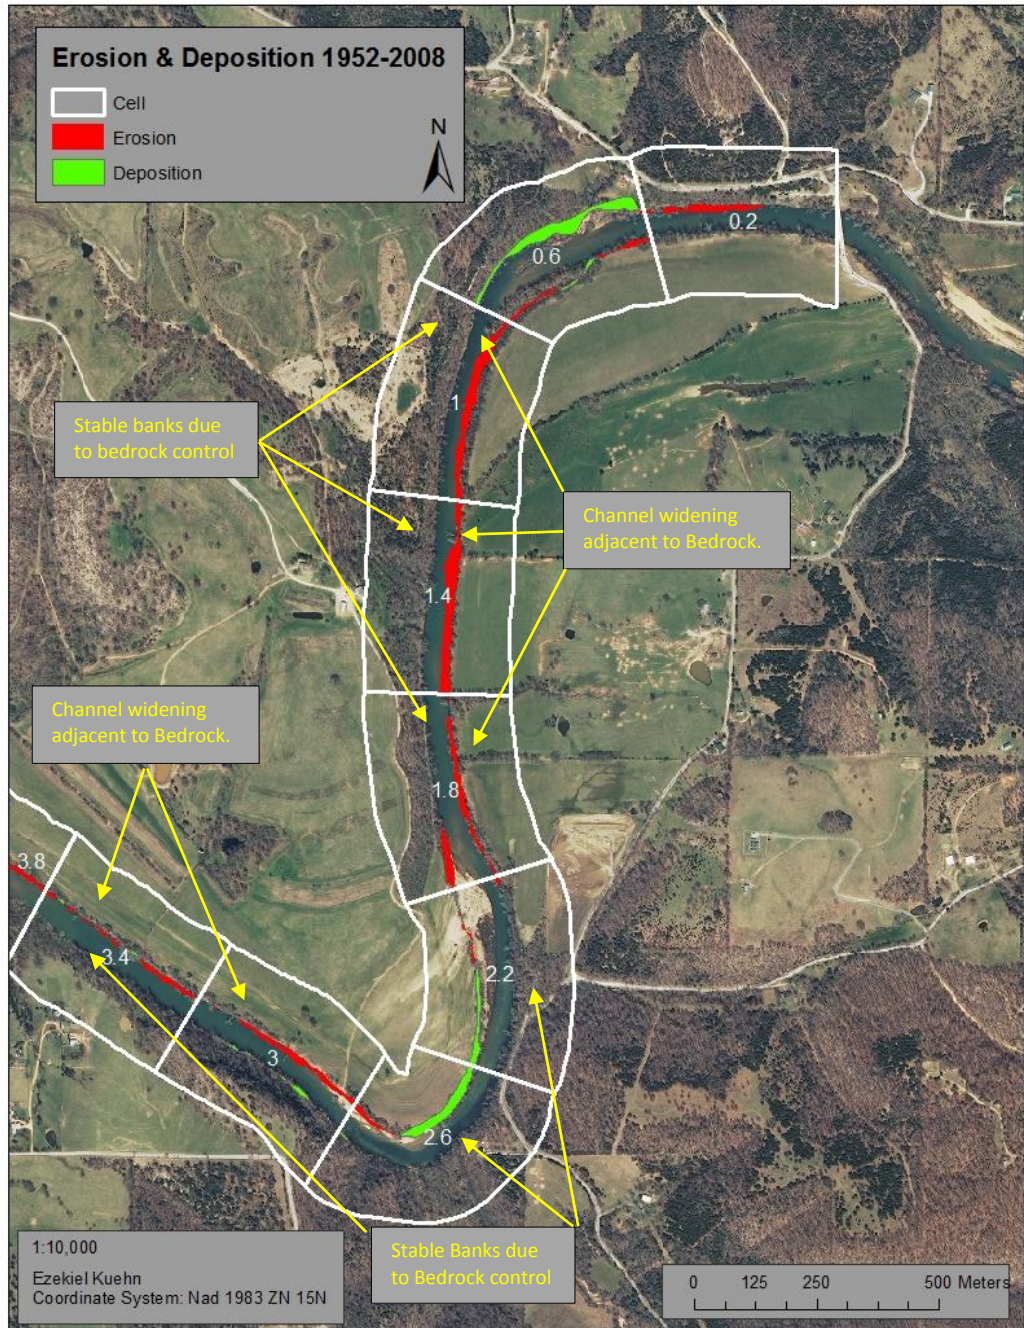 Erosion & Deposition 1952-2008
Cell
Erosion
Deposition
N
0.2
0.6
1
Stable banks due
to bedrock control
Channel widening
adjacent to Bedrock.
1.4
Channel widening
adjacent to Bedrock.
1.8
3.8
3.4
2.2
3
2.6
Stable Banks due
to Bedrock control
1:10,000
Ezekiel Kuehn
Coordinate System: Nad 1983 ZN 15N
0 125 250 500 Meters